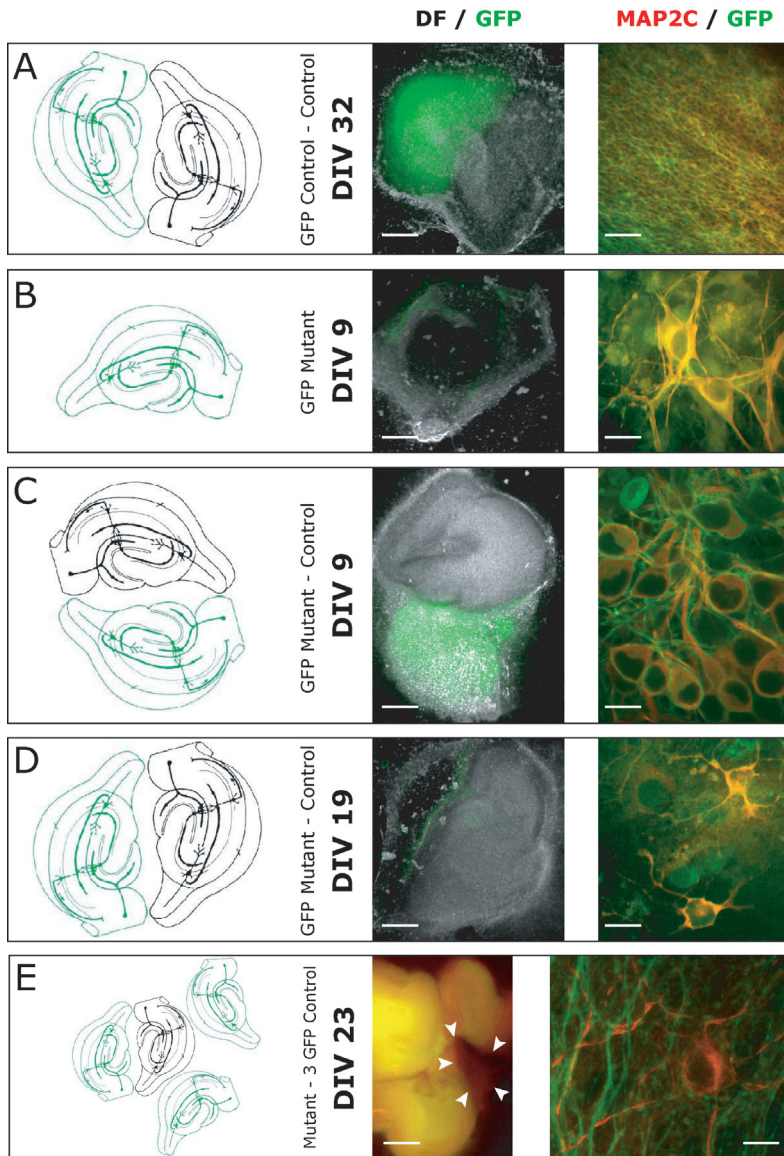 DF / GFP
MAP2C / GFP
A
GFP Control - Control
DIV 32
B
GFP Mutant
DIV 9
C
GFP Mutant - Control
DIV 9
D
GFP Mutant - Control
DIV 19
E
Mutant - 3 GFP Control
DIV 23